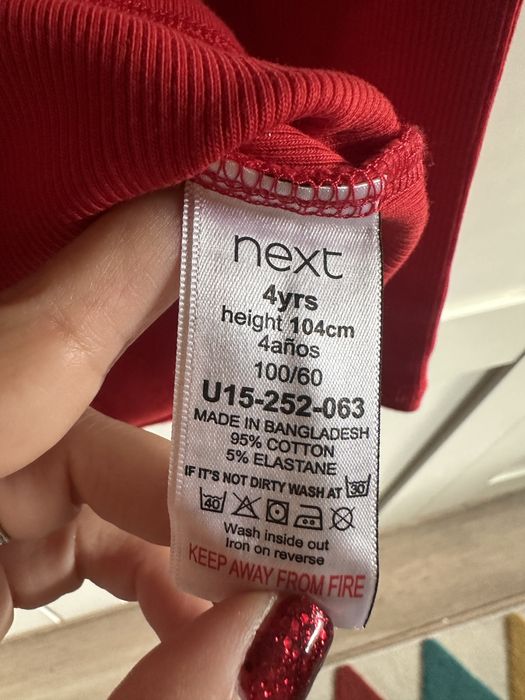 next
4yrs
height 104cm
4años
100/60
U15-252-063
MADE IN BANGLADESH
95% COTTON
5% ELASTANE
IF IT'S NOT DIRTY WASH AT 30
40
Wash inside out
Iron on reverse
KEEP AWAY FROM FIRE